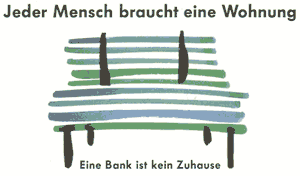 Jeder Mensch braucht eine Wohnung
Eine Bank ist kein Zuhause